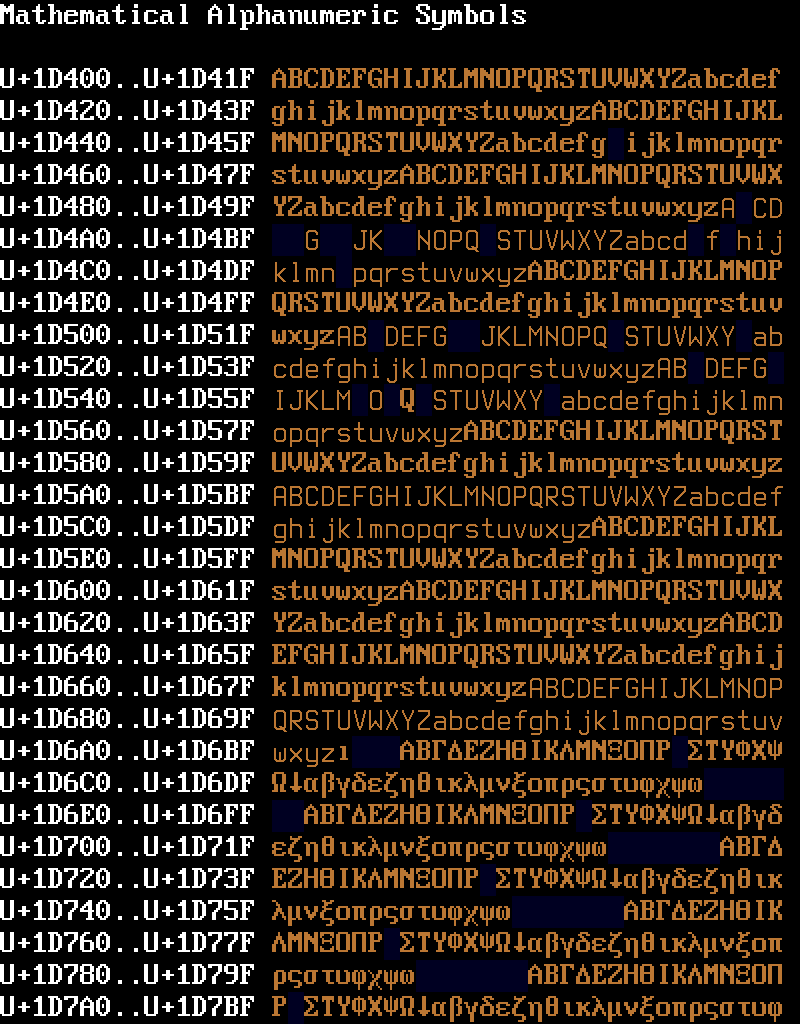 Mathematical Alphanumeric Symbols
U+1D400..U+1D41F ABCDEFGHIJKLMNOPQRSTUVWXYZabcdef
U+1D420..U+1D43F ghijklmnopqrstuvwxyzABCDEFGHIJKL
U+1D440..U+1D45F MNOPQRSTUVWXYZabcdefg ijklmnopqr
U+1D460..U+1D47F stuvwxyzABCDEFGHIJKLMNOPQRSTUVWX
U+1D480..U+1D49F YZabcdefghijklmnopqrstuvwxyzA CD
U+1D4A0..U+1D4BF   G  JK  NOPQ STUVWXYZabcd f hij
U+1D4C0..U+1D4DF klmn pqrstuvwxyzABCDEFGHIJKLMNOP
U+1D4E0..U+1D4FF QRSTUVWXYZabcdefghijklmnopqrstuv
U+1D500..U+1D51F wxyzAB DEFG  JKLMNOPQ STUVWXY ab
U+1D520..U+1D53F cdefghijklmnopqrstuvwxyzAB DEFG
U+1D540..U+1D55F IJKLM O Q STUVWXY abcdefghijklmn
U+1D560..U+1D57F opqrstuvwxyzABCDEFGHIJKLMNOPQRST
U+1D580..U+1D59F UVWXYZabcdefghijklmnopqrstuvwxyz
U+1D5A0..U+1D5BF ABCDEFGHIJKLMNOPQRSTUVWXYZabcdef
U+1D5C0..U+1D5DF ghijklmnopqrstuvwxyzABCDEFGHIJKL
U+1D5E0..U+1D5FF MNOPQRSTUVWXYZabcdefghijklmnopqr
U+1D600..U+1D61F stuvwxyzABCDEFGHIJKLMNOPQRSTUVWX
U+1D620..U+1D63F YZabcdefghijklmnopqrstuvwxyzABCD
U+1D640..U+1D65F EFGHIJKLMNOPQRSTUVWXYZabcdefghij
U+1D660..U+1D67F klmnopqrstuvwxyzABCDEFGHIJKLMNOP
U+1D680..U+1D69F QRSTUVWXYZabcdefghijklmnopqrstuv
U+1D6A0..U+1D6BF wxyzı   ΑΒΓΔΕΖΗΘΙΚΛΜΝΞΟΠΡ ΣΤΥΦΧΨ
U+1D6C0..U+1D6DF Ω↓αβγδεζηθικλμνξοπρςστυφχψω
U+1D6E0..U+1D6FF   ΑΒΓΔΕΖΗΘΙΚΛΜΝΞΟΠΡ ΣΤΥΦΧΨΩ↓αβγδ
U+1D700..U+1D71F εζηθικλμνξοπρςστυφχψω       ΑΒΓΔ
U+1D720..U+1D73F ΕΖΗΘΙΚΛΜΝΞΟΠΡ ΣΤΥΦΧΨΩ↓αβγδεζηθικ
U+1D740..U+1D75F λμνξοπρςστυφχψω       ΑΒΓΔΕΖΗΘΙΚ
U+1D760..U+1D77F ΛΜΝΞΟΠΡ ΣΤΥΦΧΨΩ↓αβγδεζηθικλμνξοπ
U+1D780..U+1D79F ρςστυφχψω       ΑΒΓΔΕΖΗΘΙΚΛΜΝΞΟΠ
U+1D7A0..U+1D7BF Ρ ΣΤΥΦΧΨΩ↓αβγδεζηθικλμνξοπρςστυφ